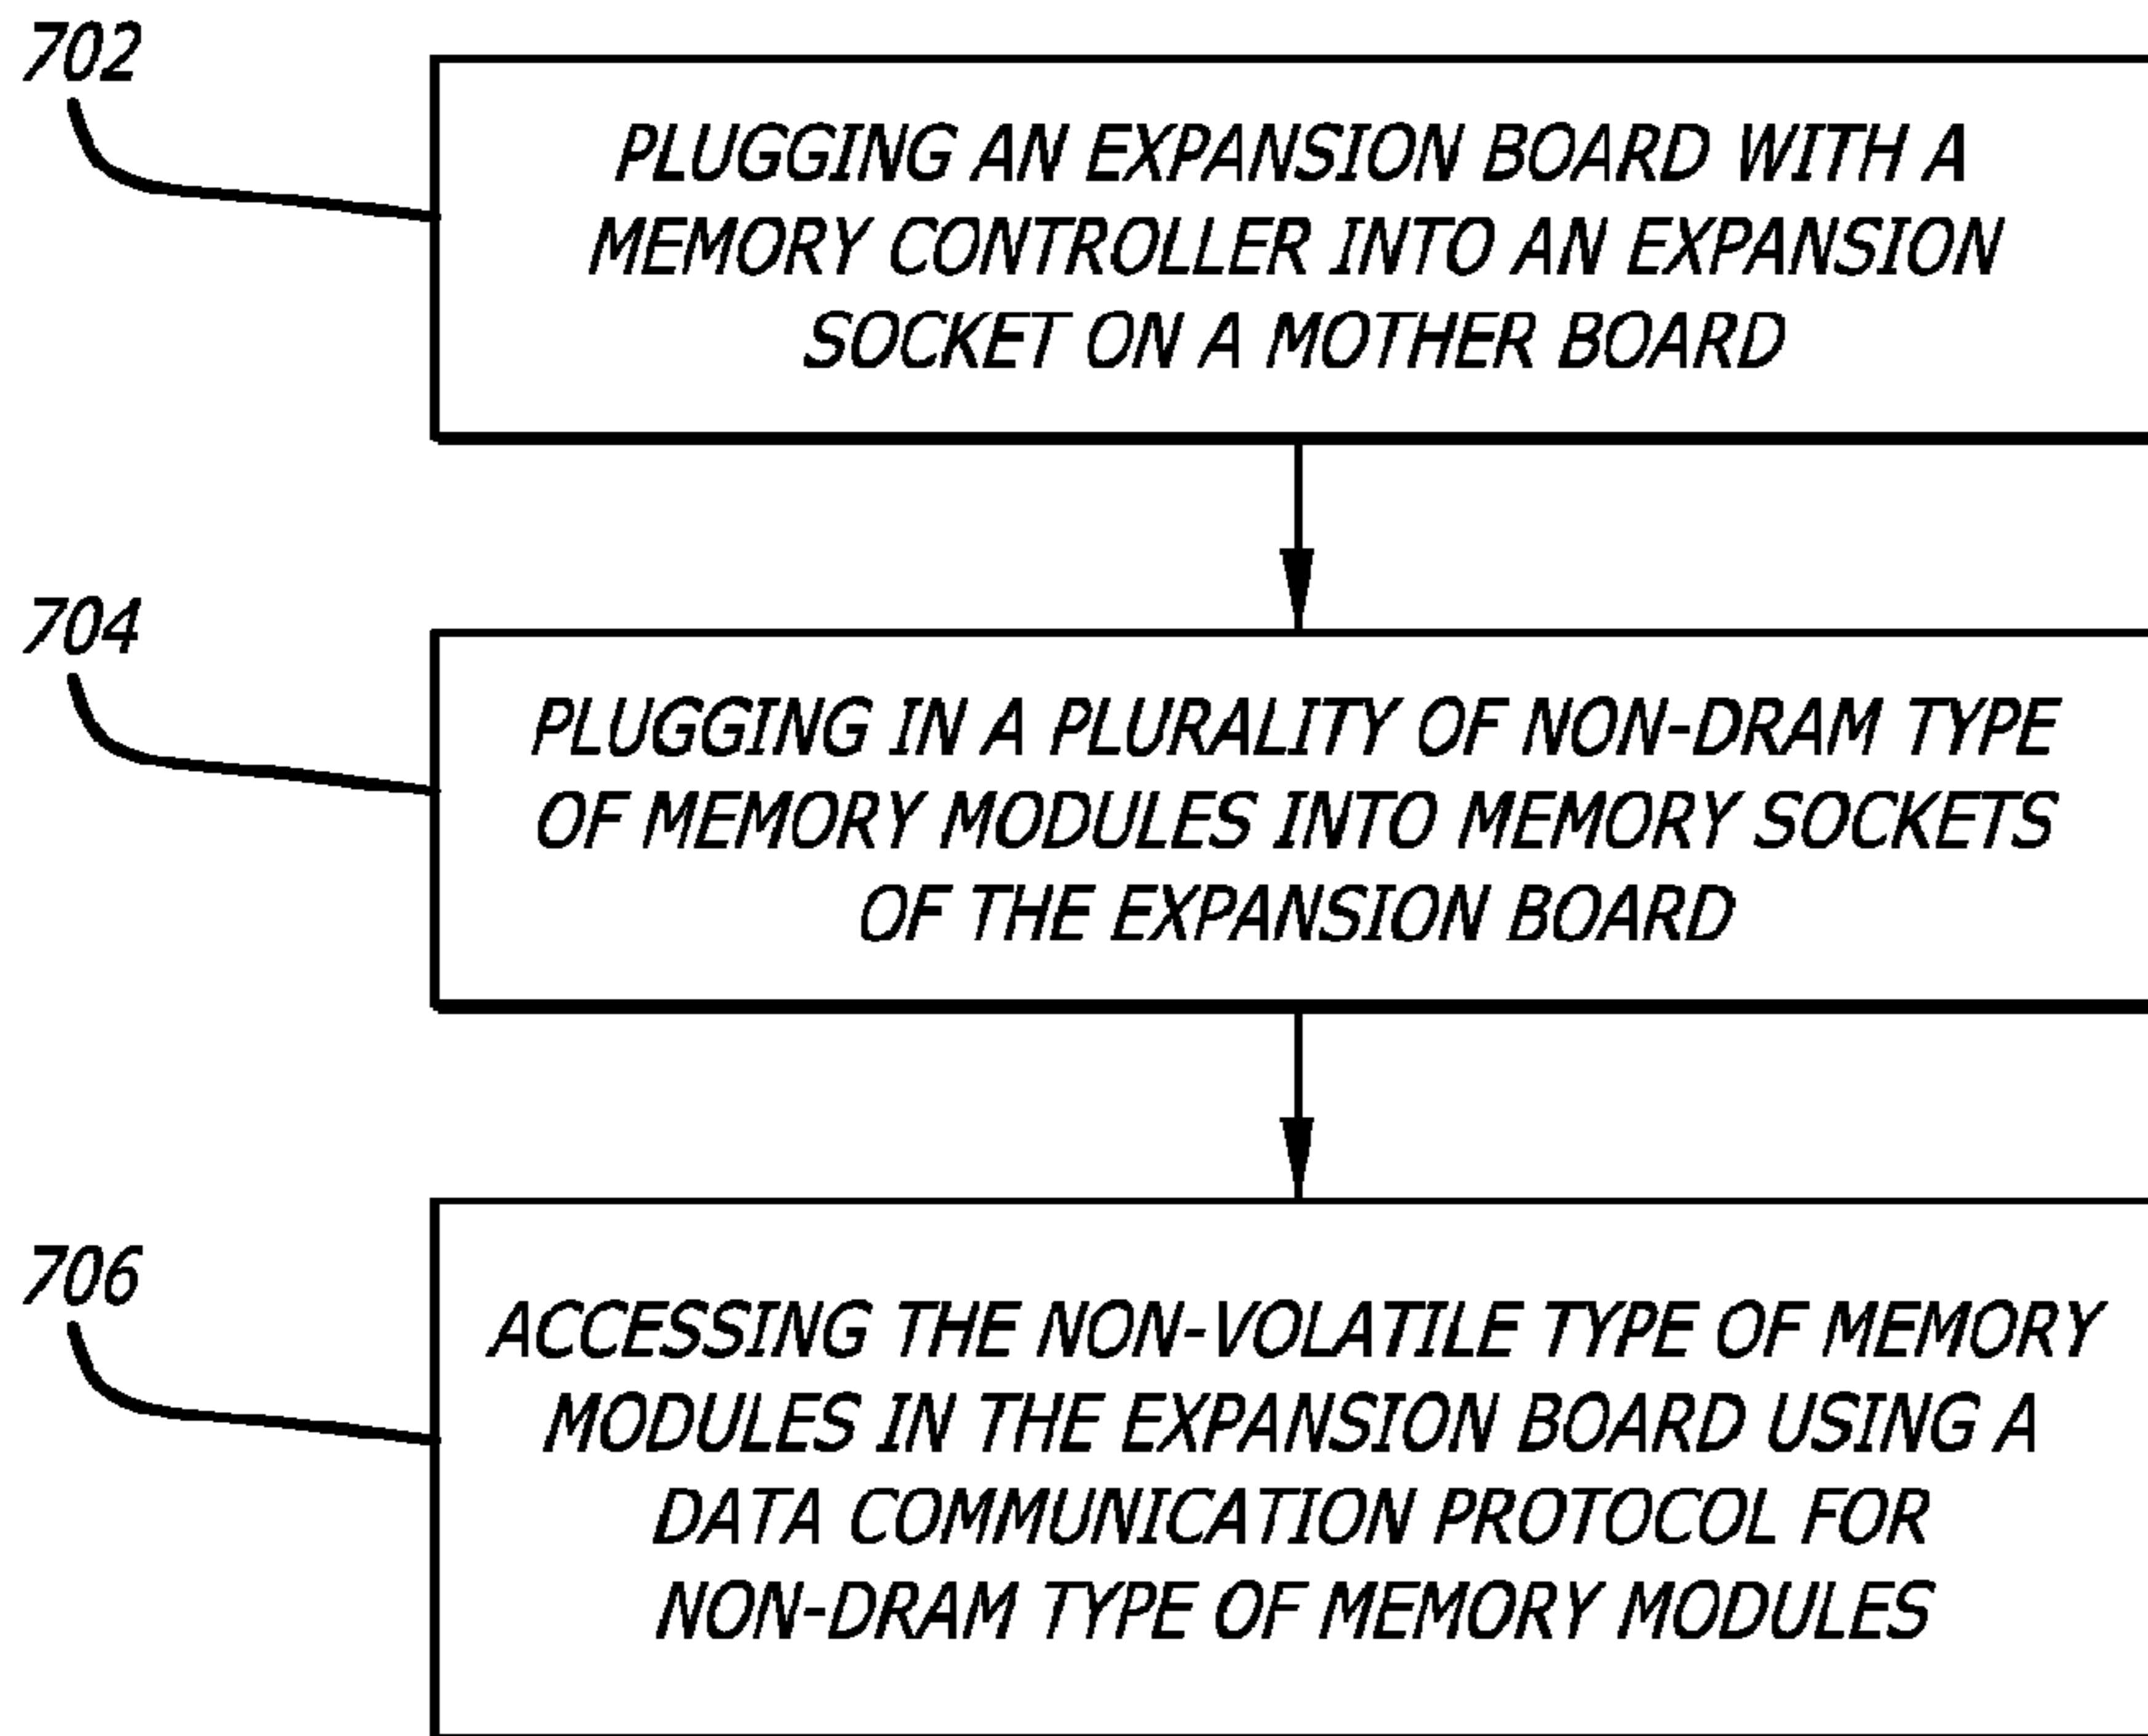 702
PLUGGING AN EXPANSION BOARD WITH A
MEMORY CONTROLLER INTO AN EXPANSION
SOCKET ON A MOTHER BOARD
704
PLUGGING IN A PLURALITY OF NON-DRAM TYPE
OF MEMORY MODULES INTO MEMORY SOCKETS
OF THE EXPANSION BOARD
706
ACCESSING THE NON-VOLATILE TYPE OF MEMORY
MODULES IN THE EXPANSION BOARD USING A
DATA COMMUNICATION PROTOCOL FOR
NON-DRAM TYPE OF MEMORY MODULES